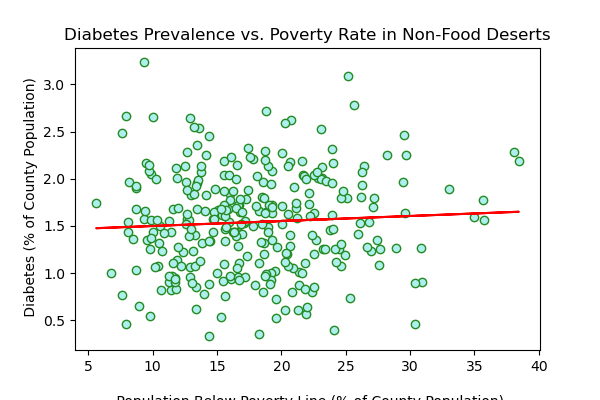 Diabetes Prevalence vs. Poverty Rate in Non-Food Deserts
Diabetes (% of County Population)
3.0
2.5
2.0
1.5
1.0
0.5
5 10 15 20 25 30 35 40
Population Below Poverty Line (% of County Population)